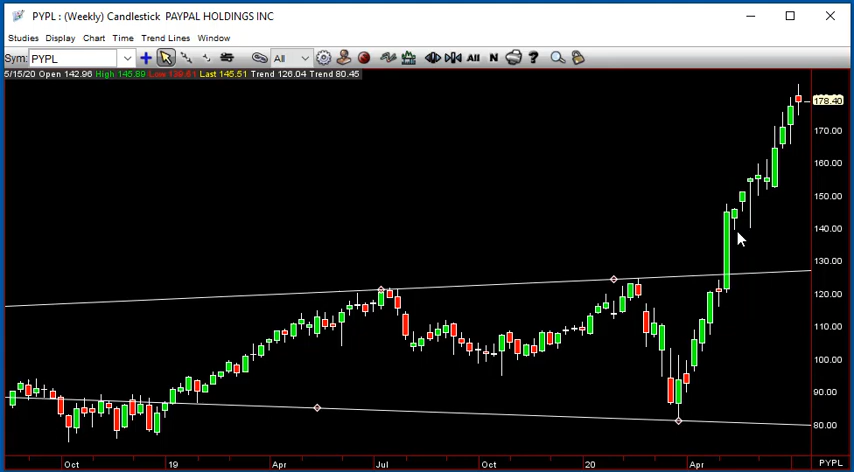 PYPL : (Weekly) Candlestick PAYPAL HOLDINGS INC
Studies Display Chart Time Trend Lines Window
Sym: PYPL All All N ?
5/15/20 Open 142.96 High 145.89 Low 139.61 Last 145.51 Trend 126.04 Trend 80.45
178.40
170.00
160.00
150.00
140.00
130.00
120.00
110.00
100.00
90.00
80.00
Oct 19 Apr Jul Oct 20 Apr PYPL